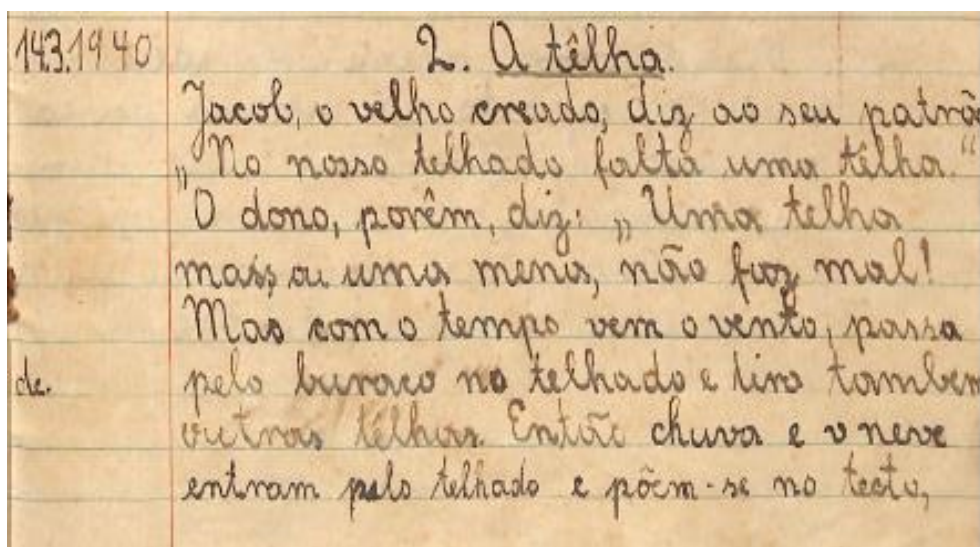 14.3.1940 2. A têlha.
Jacob, o velho creado, diz ao seu patrão
„No nosso telhado falta uma têlha.“
O dono, porêm, diz: „Uma telha
mais, ou uma menos, não faz mal!
Mas com o tempo vem o vento, passa
de. pelo buraco no telhado e tira tambem
outras têlhas. Então chuva e o neve
entram pelo telhado e põem-se no tecto,